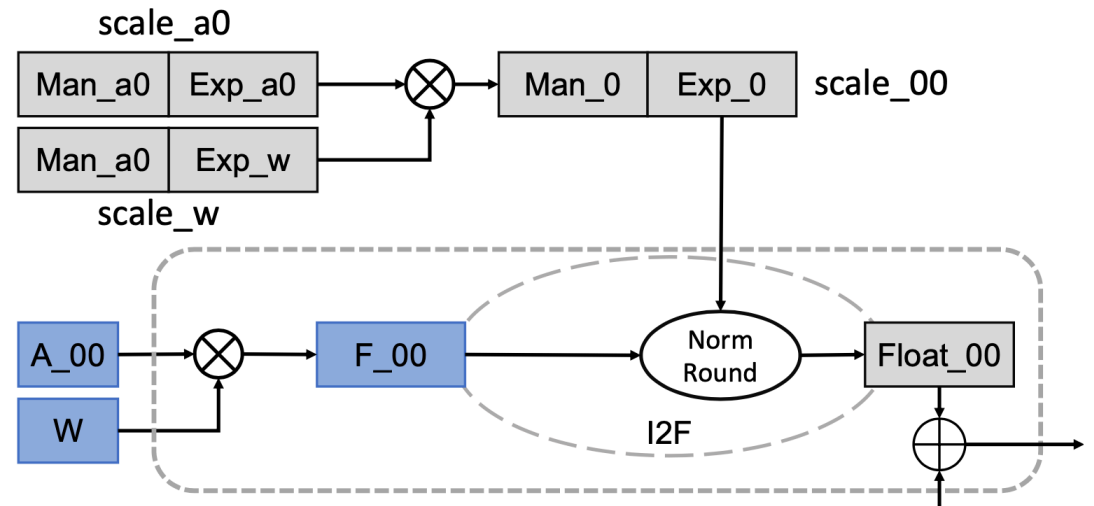 scale_a0
Man_a0 Exp_a0
Man_0 Exp_0
scale_00
Man_a0 Exp_w
scale_w
A_00
F_00
Norm
Round
Float_00
W
I2F